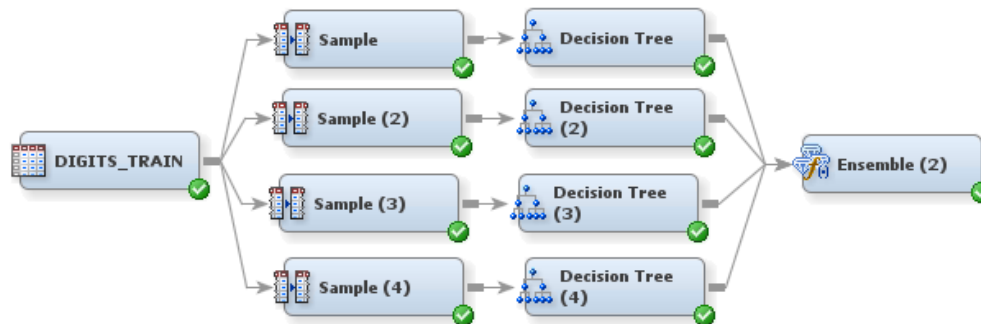 Sample
Decision Tree
Sample (2)
Decision Tree
(2)
DIGITS_TRAIN
Ensemble (2)
Sample (3)
Decision Tree
(3)
Sample (4)
Decision Tree
(4)